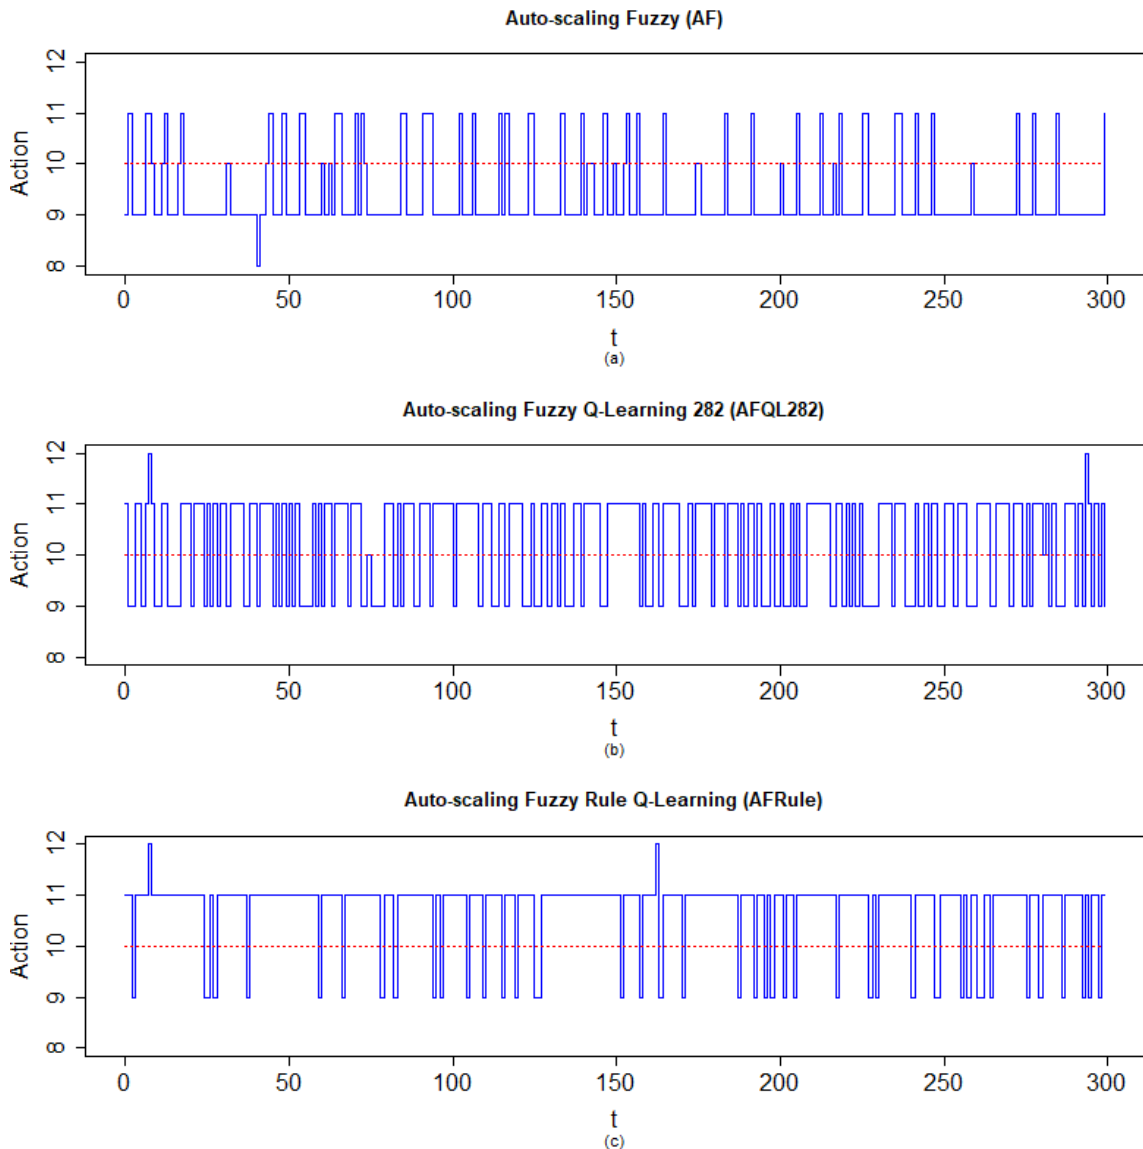 Auto-scaling Fuzzy (AF)
12
11
10
9
8
Action
0 50 100 150 200 250 300
t
(a)
Auto-scaling Fuzzy Q-Learning 282 (AFQL282)
12
11
10
9
8
Action
0 50 100 150 200 250 300
t
(b)
Auto-scaling Fuzzy Rule Q-Learning (AFRule)
12
11
10
9
8
Action
0 50 100 150 200 250 300
t
(c)